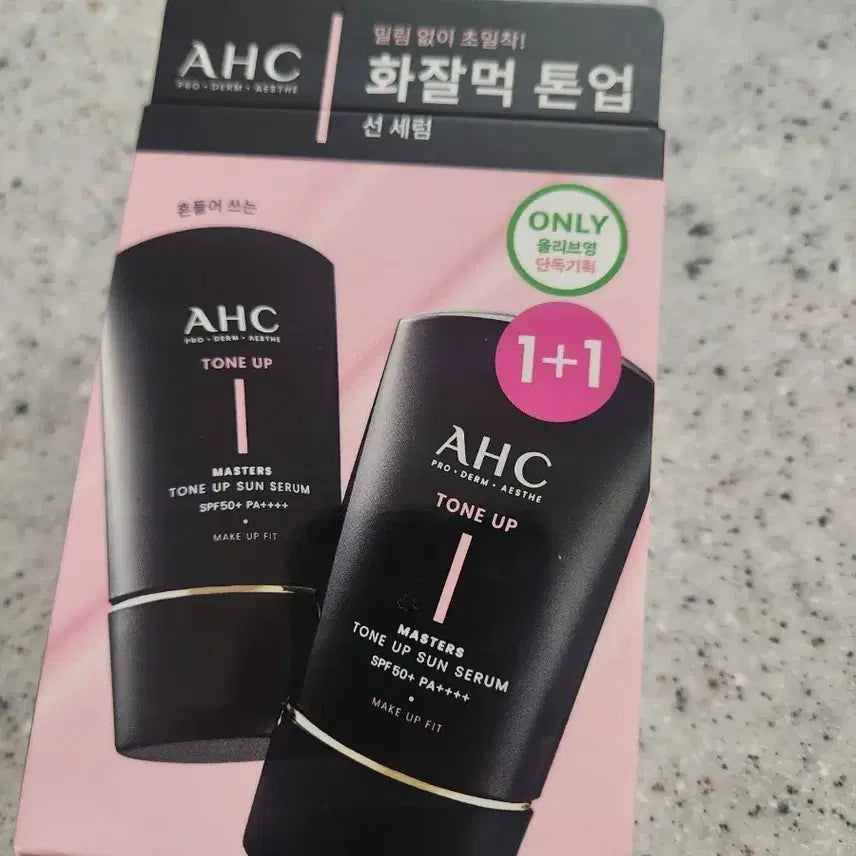 AHC
PRO • DERM • AESTHE
밀림 없이 초밀착!
화잘먹 톤업
선 세럼
흔들어 쓰는
ONLY
올리브영
단독기획
1+1
AHC
PRO • DERM • AESTHE
TONE UP
MASTERS
TONE UP SUN SERUM
SPF50+ PA++++
MAKE UP FIT
AHC
PRO • DERM • AESTHE
TONE UP
MASTERS
TONE UP SUN SERUM
SPF50+ PA++++
MAKE UP FIT